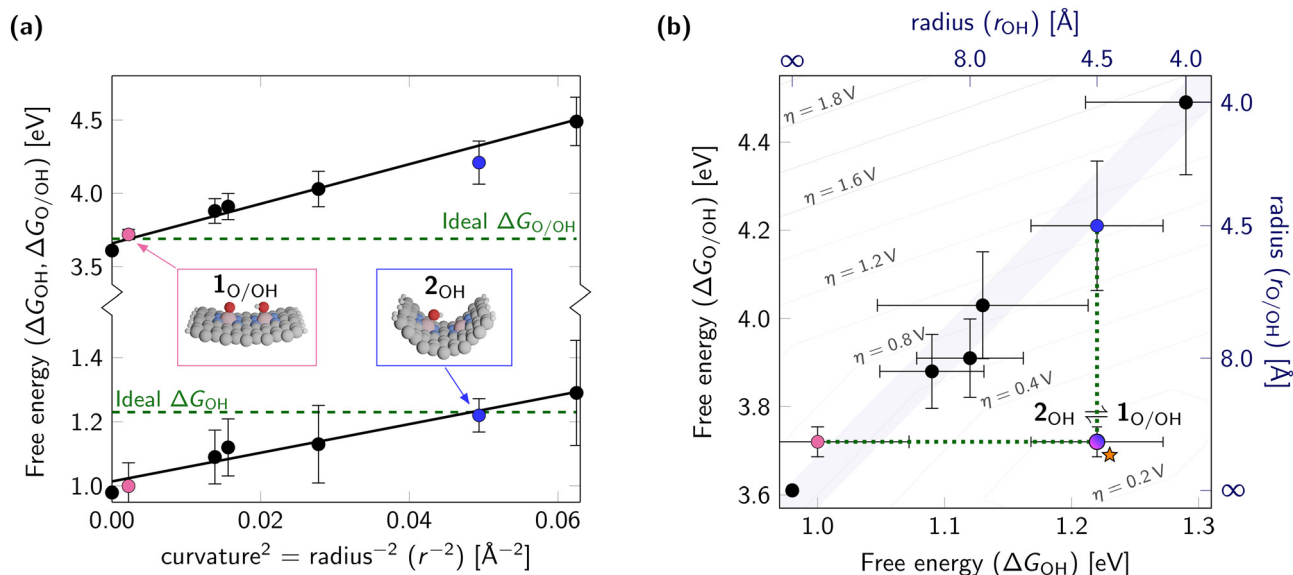 (a)
Free energy (ΔG_OH, ΔG_O/OH) [eV]
4.5
4.0
3.5
1.4
1.2
1.0
Ideal ΔG_O/OH
1_O/OH
2_OH
Ideal ΔG_OH
0.00 0.02 0.04 0.06
curvature² = radius⁻² (r⁻²) [Å⁻²]
(b)
radius (r_OH) [Å]
∞ 8.0 4.5 4.0
Free energy (ΔG_O/OH) [eV]
4.4
4.2
4.0
3.8
3.6
η = 1.8 V
η = 1.6 V
η = 1.2 V
η = 0.8 V
η = 0.4 V
η = 0.2 V
2_OH ⇌ 1_O/OH
4.0
4.5
8.0
∞
radius (r_O/OH) [Å]
1.0 1.1 1.2 1.3
Free energy (ΔG_OH) [eV]